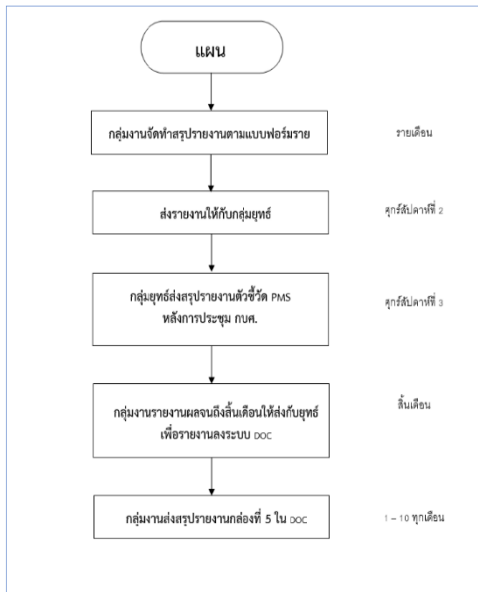 แผน
กลุ่มงานจัดทำสรุปรายงานตามแบบฟอร์มราย
รายเดือน
ส่งรายงานให้กับกลุ่มยุทธ์
ศุกร์สัปดาห์ที่ 2
กลุ่มยุทธ์ส่งสรุปรายงานตัวชี้วัด PMS
หลังการประชุม กบศ.
ศุกร์สัปดาห์ที่ 3
กลุ่มงานรายงานผลจนถึงสิ้นเดือนให้ส่งกับยุทธ์
เพื่อรายงานลงระบบ DOC
สิ้นเดือน
กลุ่มงานส่งสรุปรายงานกล่องที่ 5 ใน DOC
1 – 10 ทุกเดือน